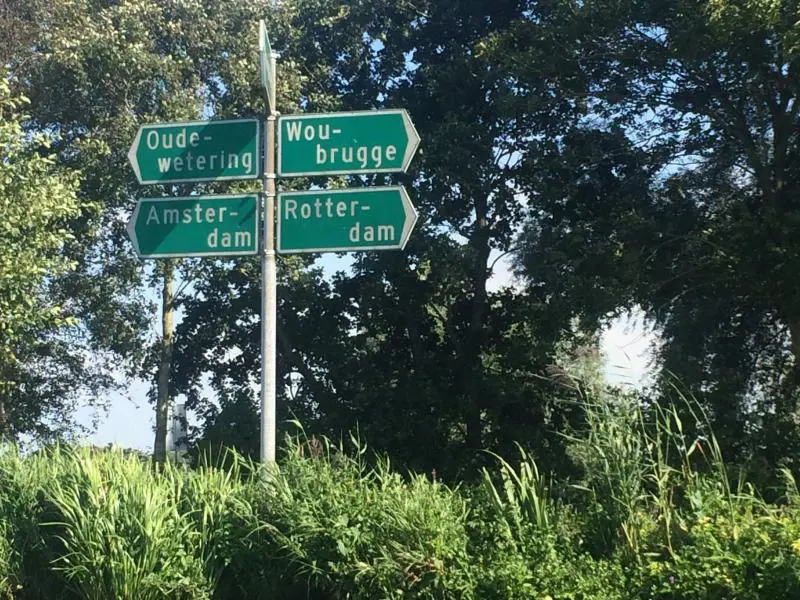 Oude-
wetering
Wou-
brugge
Amster-
dam
Rotter-
dam